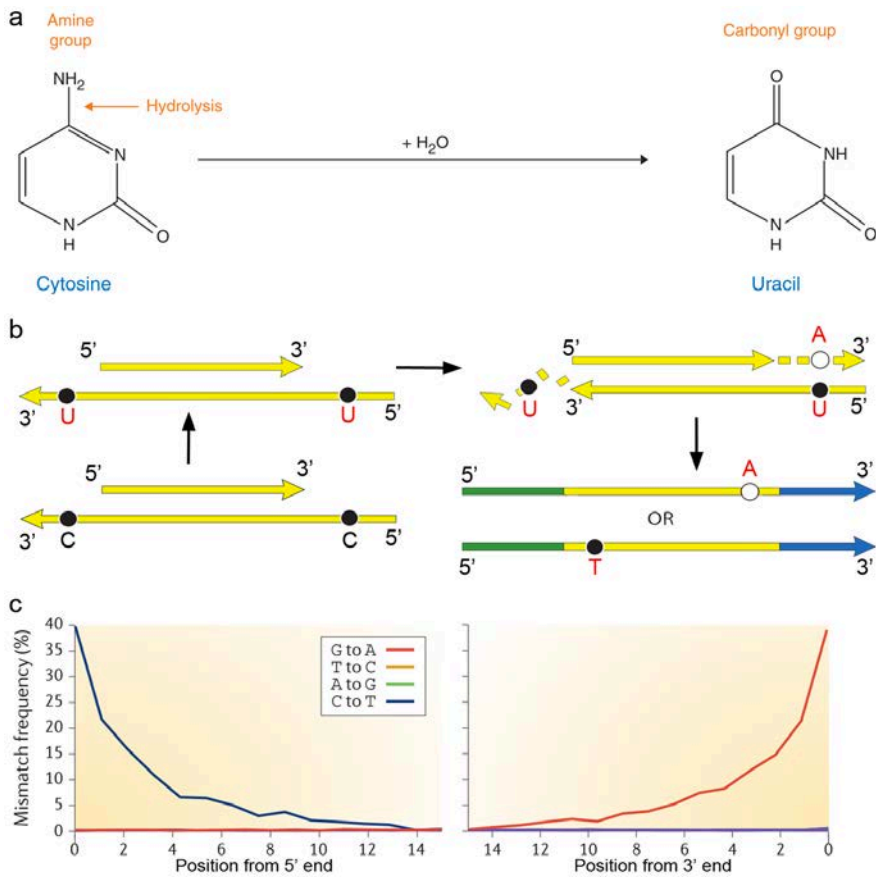 a
Amine
group
Carbonyl group
NH₂
O
Hydrolysis
+ H₂O
N
NH
N
H
O
N
H
O
Cytosine
Uracil
b
5’
3’
3’
U
U
5’
5’
A
3’
U
3’
U
5’
5’
3’
3’
C
C
5’
5’
A
3’
OR
5’
T
3’
c
Mismatch frequency (%)
40
35
30
25
20
15
10
5
0
G to A
T to C
A to G
C to T
0 2 4 6 8 10 12 14
Position from 5’ end
14 10 8 6 4 2 0
Position from 3’ end